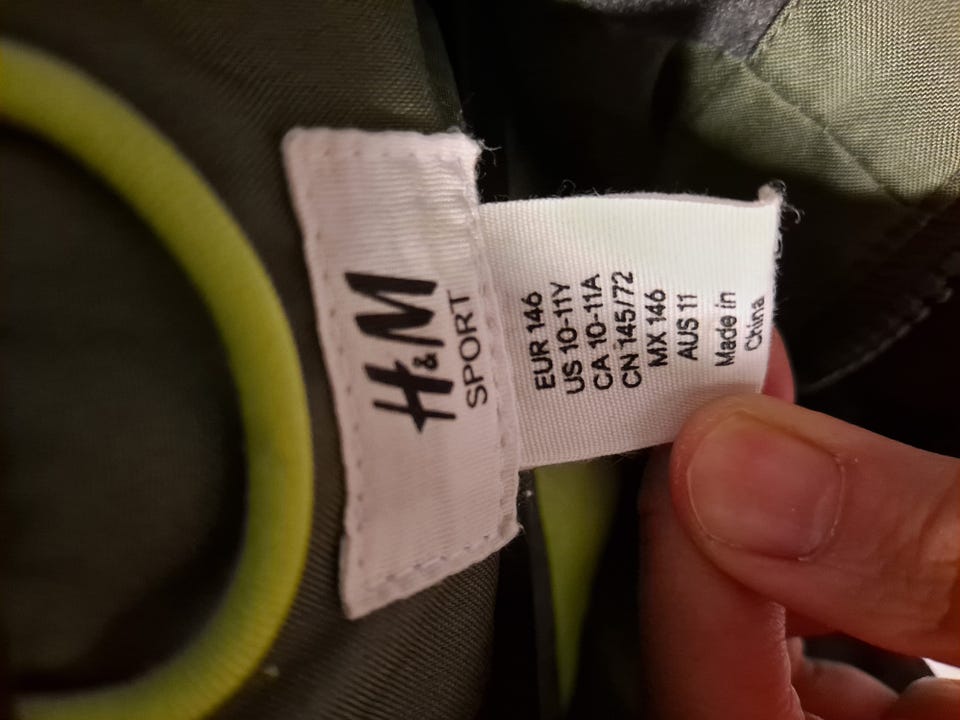 H&M
SPORT
EUR 146
US 10-11Y
CA 10-11A
CN 145/72
MX 146
AUS 11
Made in
China